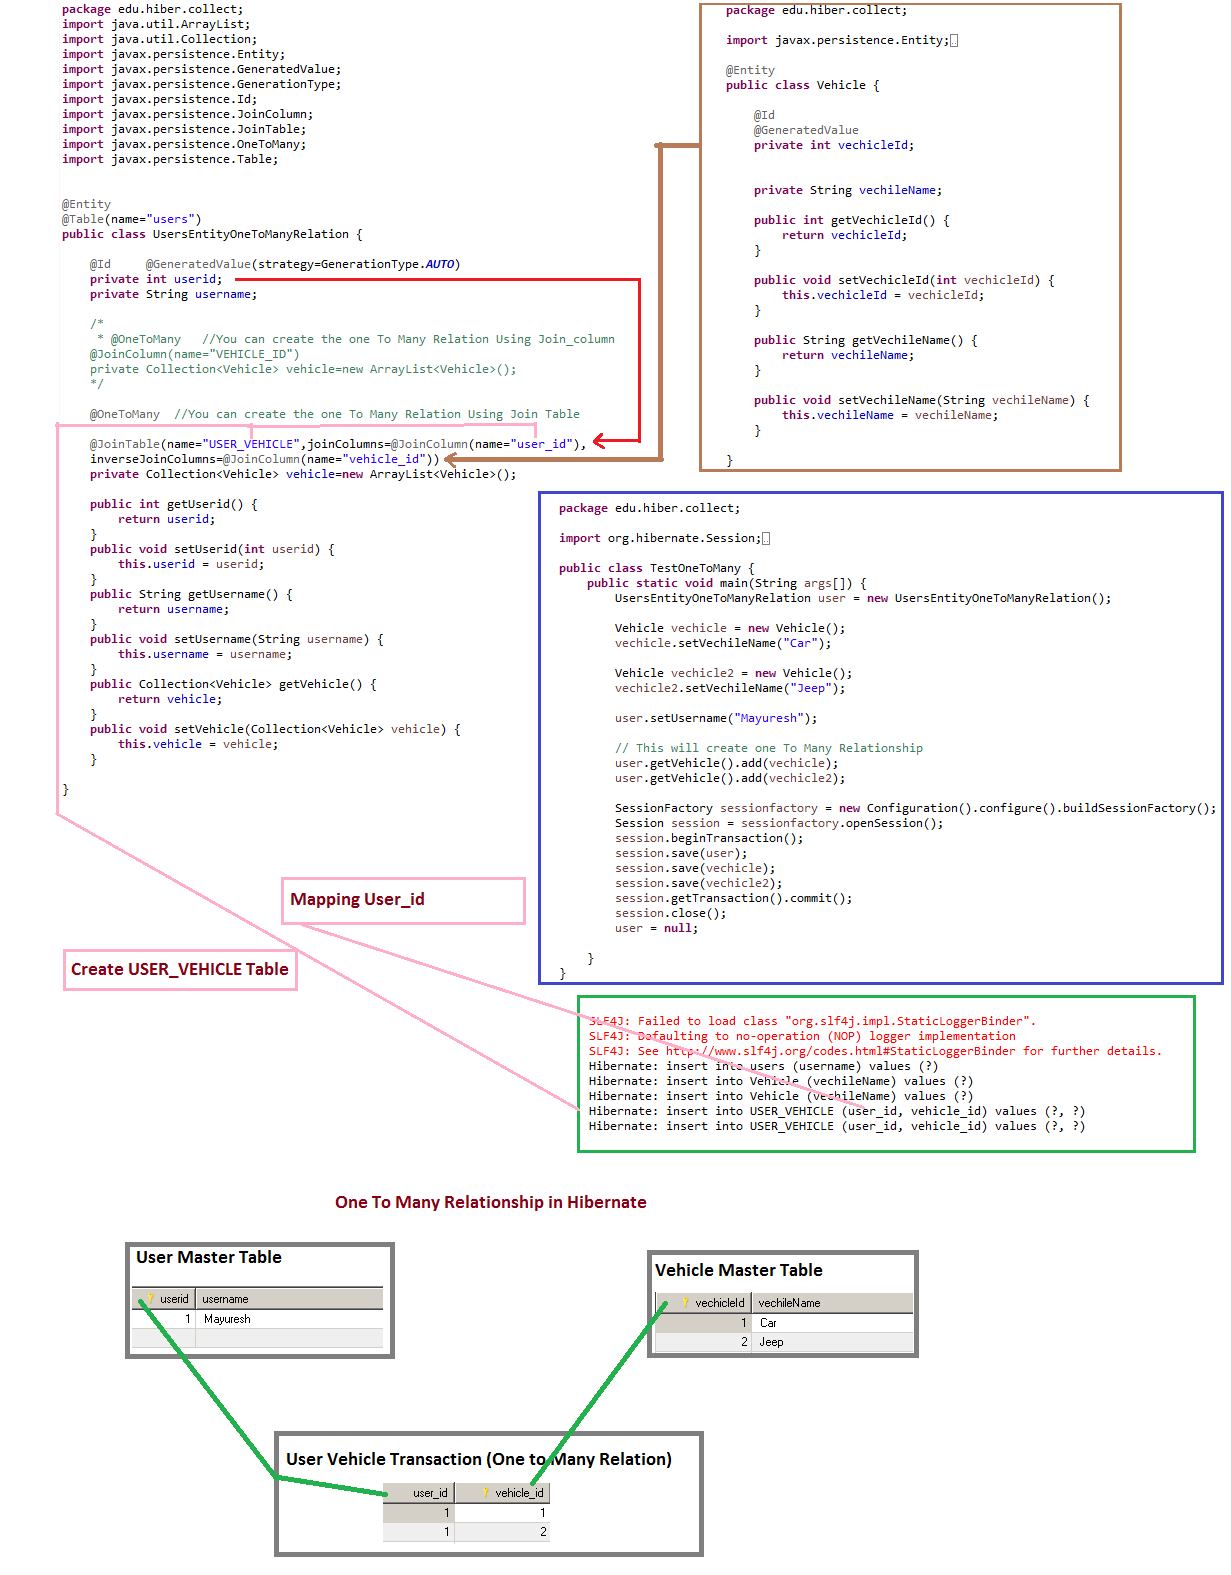 package edu.hiber.collect;
import java.util.ArrayList;
import java.util.Collection;
import javax.persistence.Entity;
import javax.persistence.GeneratedValue;
import javax.persistence.GenerationType;
import javax.persistence.Id;
import javax.persistence.JoinColumn;
import javax.persistence.JoinTable;
import javax.persistence.OneToMany;
import javax.persistence.Table;
@Entity
@Table(name="users")
public class UsersEntityOneToManyRelation {
@Id     @GeneratedValue(strategy=GenerationType.AUTO)
private int userid;
private String username;
/*
* @OneToMany   //You can create the one To Many Relation Using Join_column
@JoinColumn(name="VEHICLE_ID")
private Collection<Vehicle> vehicle=new ArrayList<Vehicle>();
*/
@OneToMany  //You can create the one To Many Relation Using Join Table
@JoinTable(name="USER_VEHICLE",joinColumns=@JoinColumn(name="user_id"),
inverseJoinColumns=@JoinColumn(name="vehicle_id"))
private Collection<Vehicle> vehicle=new ArrayList<Vehicle>();
public int getUserid() {
return userid;
}
public void setUserid(int userid) {
this.userid = userid;
}
public String getUsername() {
return username;
}
public void setUsername(String username) {
this.username = username;
}
public Collection<Vehicle> getVehicle() {
return vehicle;
}
public void setVehicle(Collection<Vehicle> vehicle) {
this.vehicle = vehicle;
}
}
package edu.hiber.collect;
import javax.persistence.Entity;
@Entity
public class Vehicle {
@Id
@GeneratedValue
private int vechicleId;
private String vechileName;
public int getVechicleId() {
return vechicleId;
}
public void setVechicleId(int vechicleId) {
this.vechicleId = vechicleId;
}
public String getVechileName() {
return vechileName;
}
public void setVechileName(String vechileName) {
this.vechileName = vechileName;
}
}
package edu.hiber.collect;
import org.hibernate.Session;
public class TestOneToMany {
public static void main(String args[]) {
UsersEntityOneToManyRelation user = new UsersEntityOneToManyRelation();
Vehicle vechicle = new Vehicle();
vechicle.setVechileName("Car");
Vehicle vechicle2 = new Vehicle();
vechicle2.setVechileName("Jeep");
user.setUsername("Mayuresh");
// This will create one To Many Relationship
user.getVehicle().add(vechicle);
user.getVehicle().add(vechicle2);
SessionFactory sessionfactory = new Configuration().configure().buildSessionFactory();
Session session = sessionfactory.openSession();
session.beginTransaction();
session.save(user);
session.save(vechicle);
session.save(vechicle2);
session.getTransaction().commit();
session.close();
user = null;
}
}
Mapping User_id
Create USER_VEHICLE Table
SLF4J: Failed to load class "org.slf4j.impl.StaticLoggerBinder".
SLF4J: Defaulting to no-operation (NOP) logger implementation
SLF4J: See http://www.slf4j.org/codes.html#StaticLoggerBinder for further details.
Hibernate: insert into users (username) values (?)
Hibernate: insert into Vehicle (vechileName) values (?)
Hibernate: insert into Vehicle (vechileName) values (?)
Hibernate: insert into USER_VEHICLE (user_id, vehicle_id) values (?, ?)
Hibernate: insert into USER_VEHICLE (user_id, vehicle_id) values (?, ?)
One To Many Relationship in Hibernate
User Master Table
userid username
1 Mayuresh
Vehicle Master Table
vechicleId vechileName
1 Car
2 Jeep
User Vehicle Transaction (One to Many Relation)
user_id vehicle_id
1 1
1 2